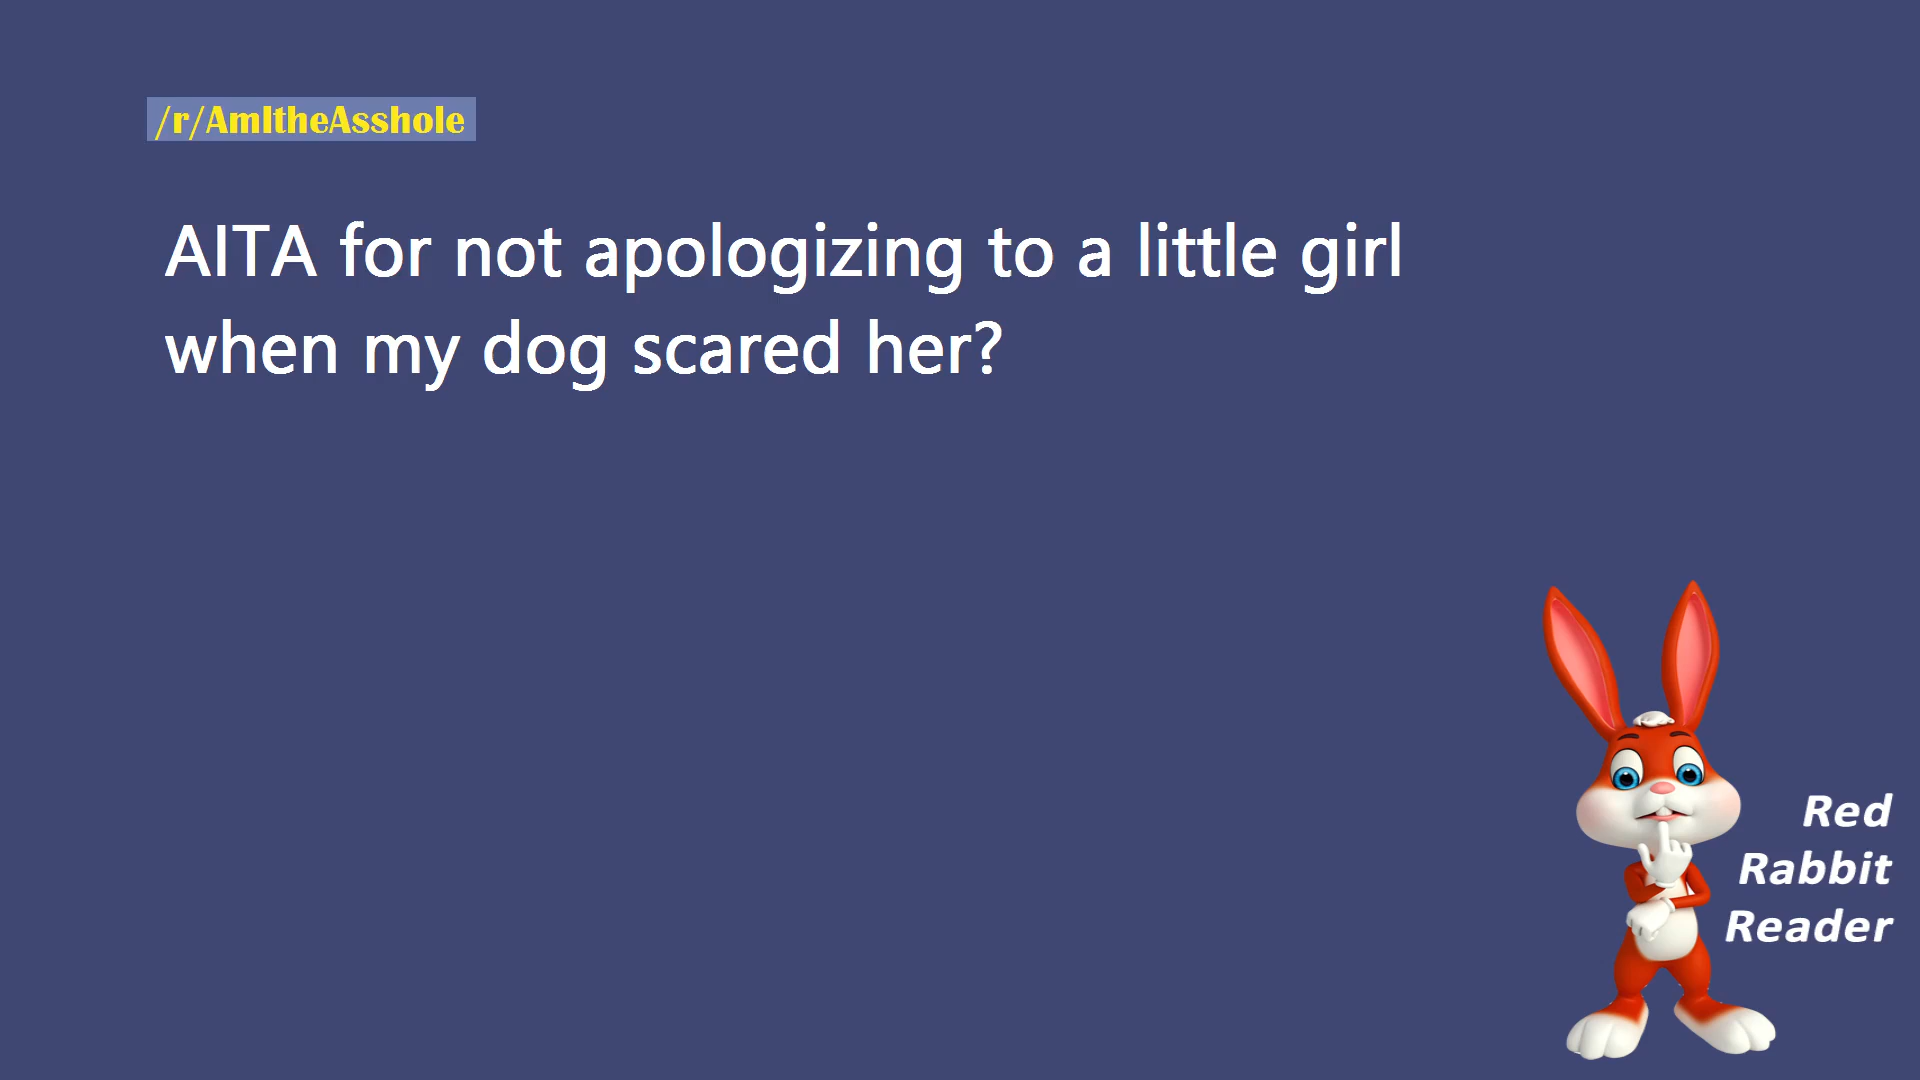 /r/AmItheAsshole
AITA for not apologizing to a little girl
when my dog scared her?
Red
Rabbit
Reader